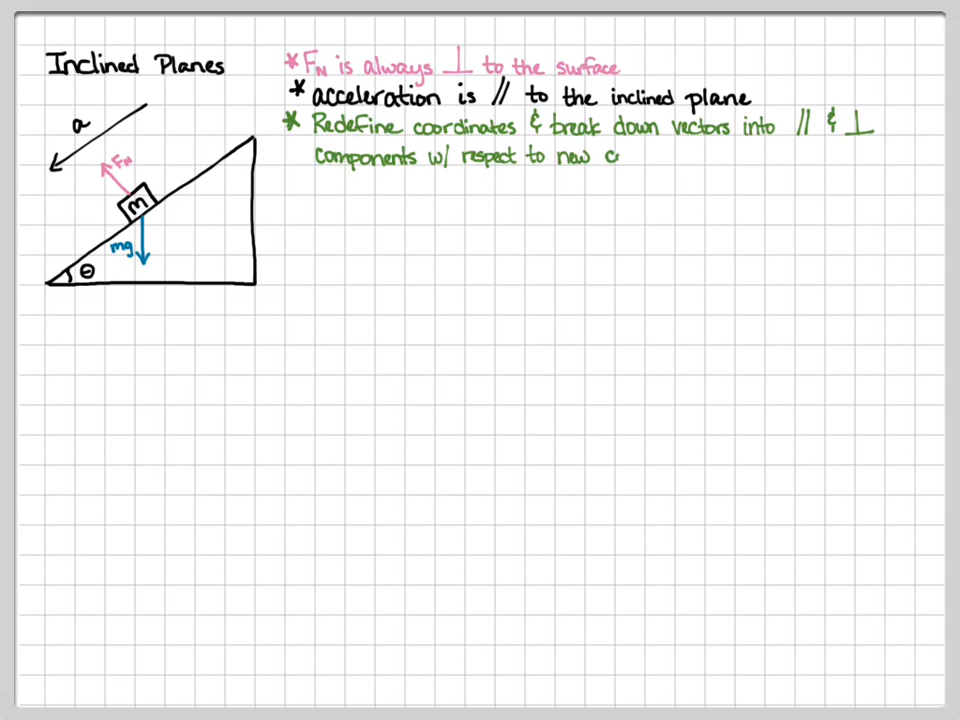 Inclined Planes
*FN is always ⊥ to the surface
*acceleration is // to the inclined plane
* Redefine coordinates & break down vectors into // & ⊥
components w/ respect to new c
a
FN
m
mg
θ